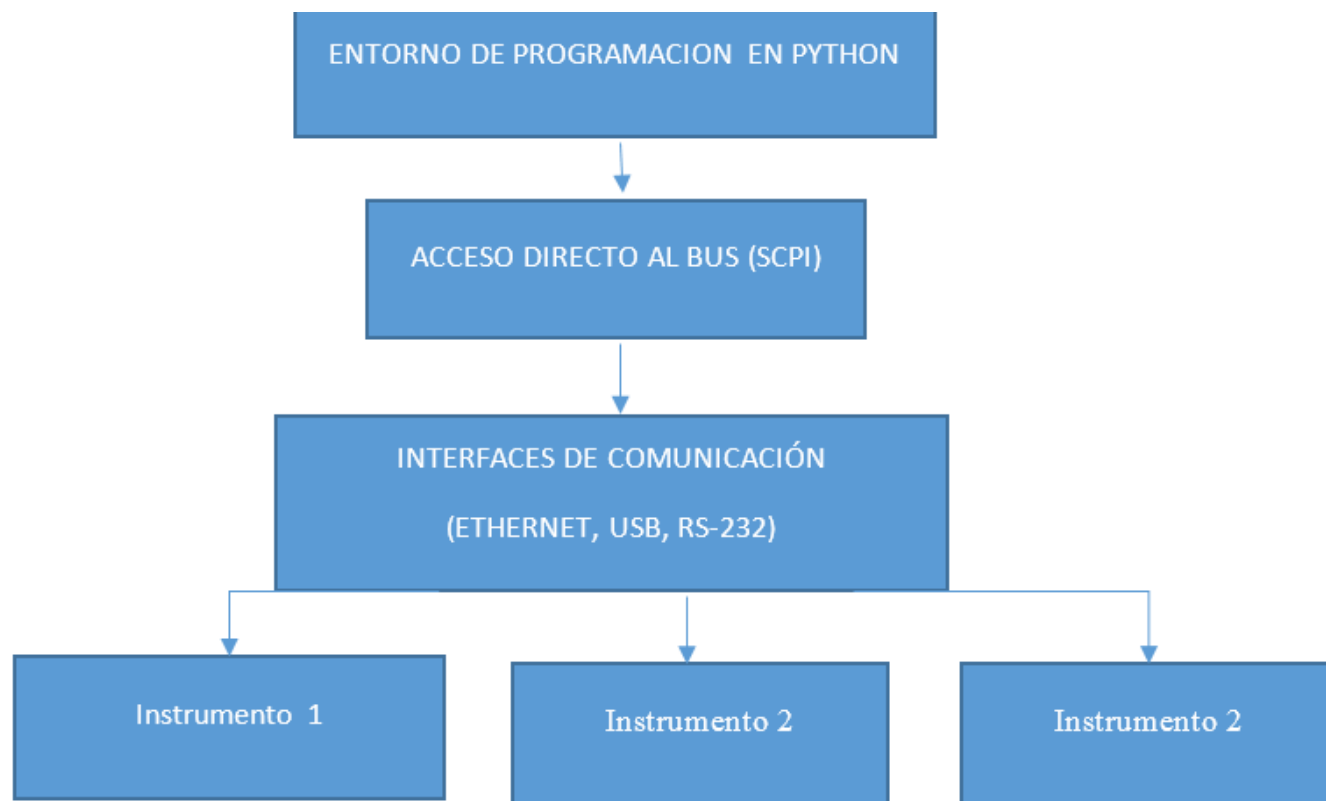 ENTORNO DE PROGRAMACION EN PYTHON
ACCESO DIRECTO AL BUS (SCPI)
INTERFACES DE COMUNICACIÓN
(ETHERNET, USB, RS-232)
Instrumento 1
Instrumento 2
Instrumento 2